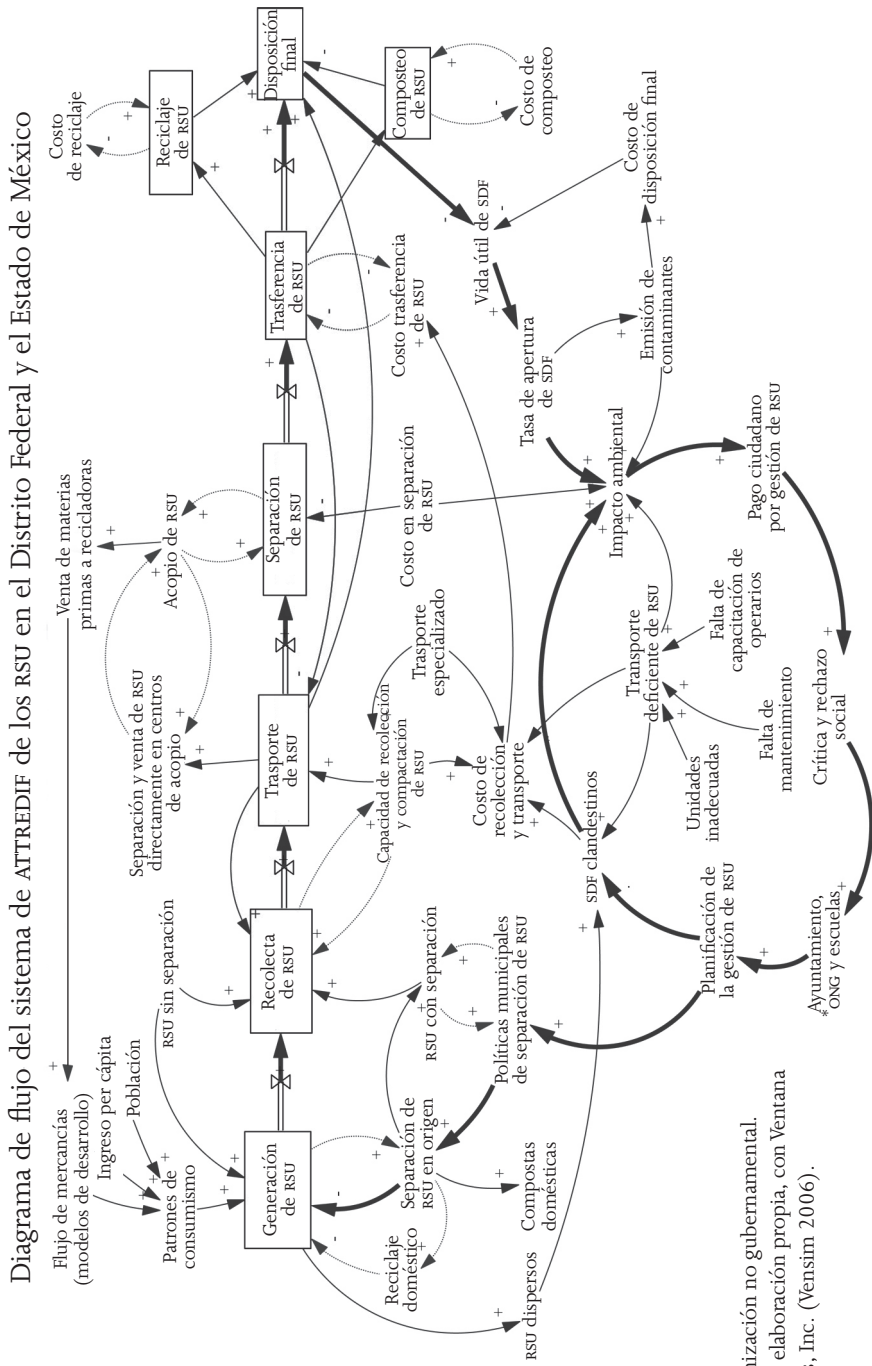 Diagrama de flujo del sistema de ATTREDIF de los RSU en el Distrito Federal y el Estado de México
Flujo de mercancías
(modelos de desarrollo)
Ingreso per cápita
Población
Patrones de
consumismo
RSU sin separación
Venta de materias
primas a recicladoras
Separación y venta de RSU
directamente en centros
de acopio
Acopio de RSU
Costo
de reciclaje
Reciclaje
de RSU
Generación
de RSU
Recolecta
de RSU
Trasporte
de RSU
Separación
de RSU
Trasferencia
de RSU
Disposición
final
Composteo
de RSU
Costo de
composteo
Reciclaje
doméstico
Separación de
RSU en origen
RSU con separación
Capacidad de recolección
y compactación
de RSU
Transporte
especializado
Costo en separación
de RSU
Costo trasferencia
de RSU
Compostas
domésticas
Políticas municipales
de separación de RSU
Costo de
recolección
y transporte
RSU dispersos
SDF clandestinos
Transporte
deficiente de RSU
Impacto ambiental
Tasa de apertura
de SDF
Vida útil de SDF
Costo de
disposición final
Emisión de
contaminantes
Unidades
inadecuadas
Falta de
mantenimiento
Falta de
capacitación de
operarios
Pago ciudadano
por gestión de RSU
Planificación de
la gestión de RSU
Crítica y rechazo
social
Ayuntamiento,
*ONG y escuelas
nización no gubernamental.
elaboración propia, con Ventana
s, Inc. (Vensim 2006).